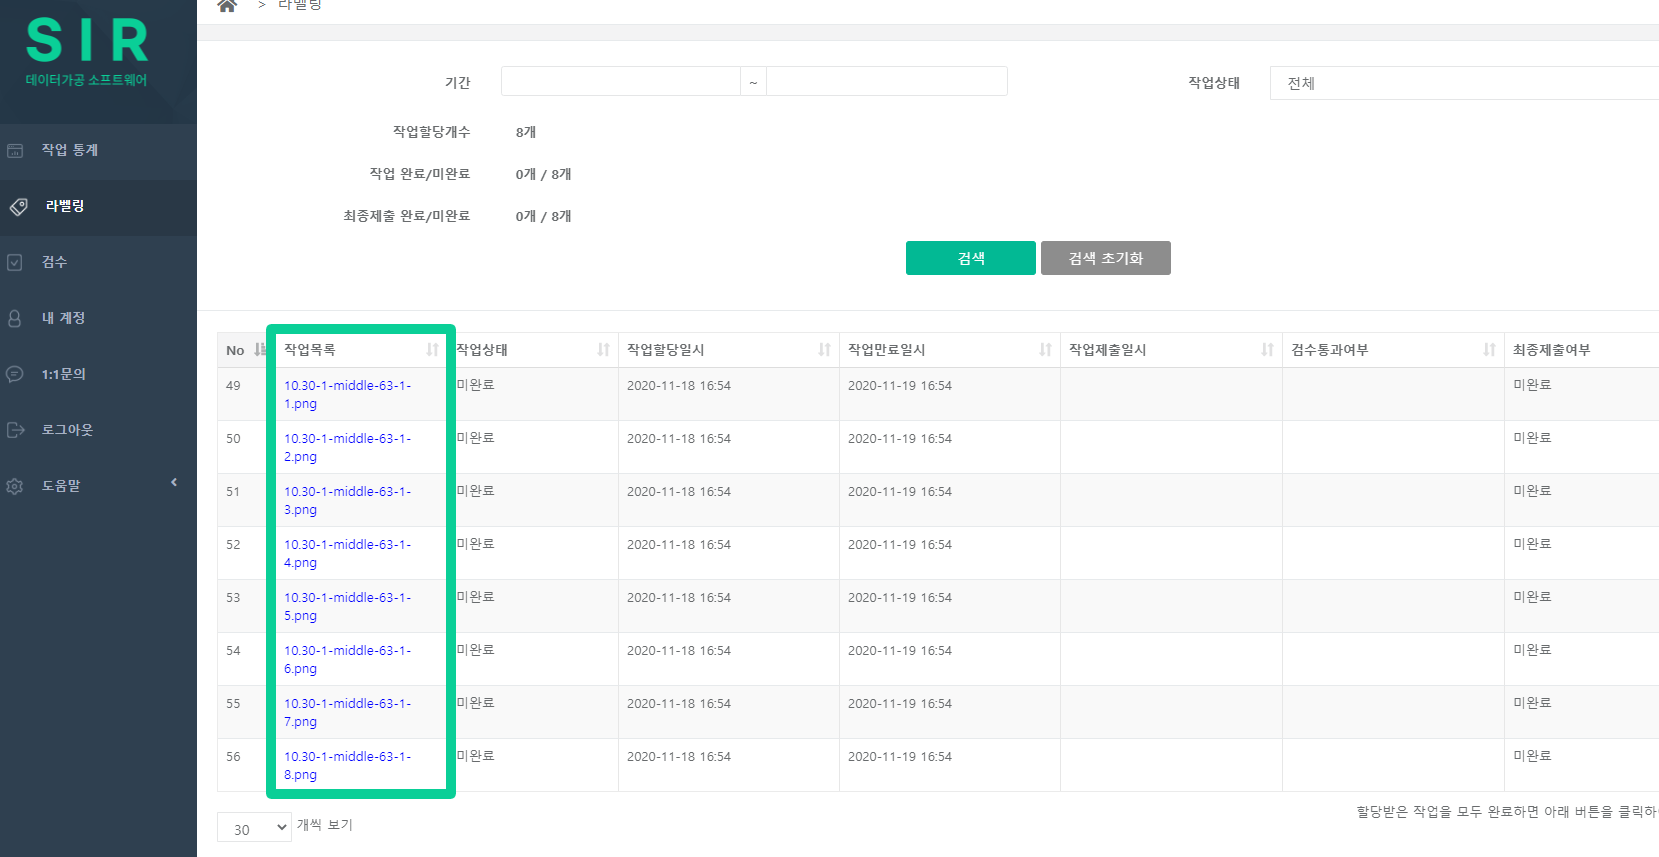 > 라벨링
SIR
데이터가공 소프트웨어
작업 통계
라벨링
검수
내 계정
1:1문의
로그아웃
도움말
기간 ~ 작업상태 전체
작업할당개수 8개
작업 완료/미완료 0개 / 8개
최종제출 완료/미완료 0개 / 8개
검색 검색 초기화
No 작업목록 작업상태 작업할당일시 작업만료일시 작업제출일시 검수통과여부 최종제출여부
49 10.30-1-middle-63-1- 미완료 2020-11-18 16:54 2020-11-19 16:54 미완료
1.png
50 10.30-1-middle-63-1- 미완료 2020-11-18 16:54 2020-11-19 16:54 미완료
2.png
51 10.30-1-middle-63-1- 미완료 2020-11-18 16:54 2020-11-19 16:54 미완료
3.png
52 10.30-1-middle-63-1- 미완료 2020-11-18 16:54 2020-11-19 16:54 미완료
4.png
53 10.30-1-middle-63-1- 미완료 2020-11-18 16:54 2020-11-19 16:54 미완료
5.png
54 10.30-1-middle-63-1- 미완료 2020-11-18 16:54 2020-11-19 16:54 미완료
6.png
55 10.30-1-middle-63-1- 미완료 2020-11-18 16:54 2020-11-19 16:54 미완료
7.png
56 10.30-1-middle-63-1- 미완료 2020-11-18 16:54 2020-11-19 16:54 미완료
8.png
할당받은 작업을 모두 완료하면 아래 버튼을
30 개씩 보기